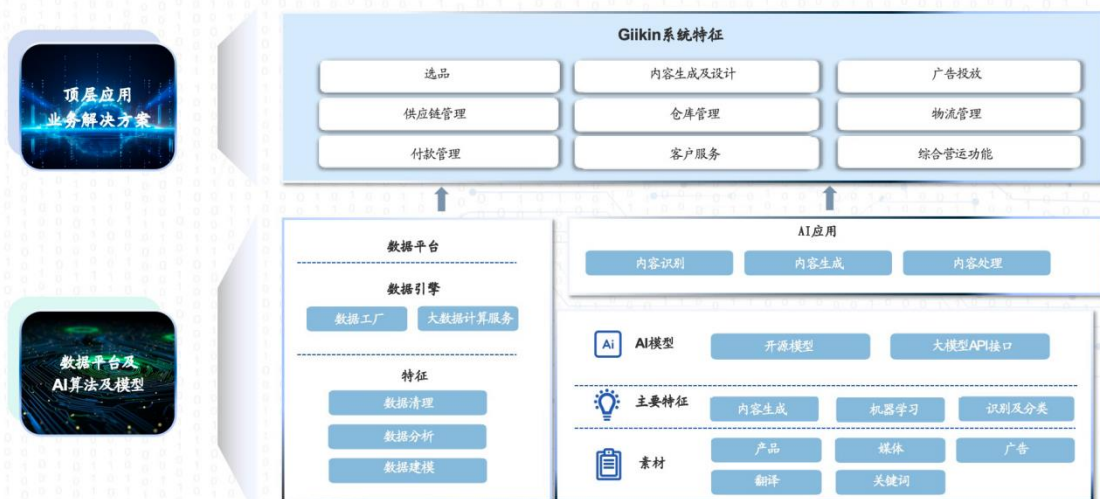 Giikin系统特征
顶层应用
业务解决方案
选品
内容生成及设计
广告投放
供应链管理
仓库管理
物流管理
付款管理
客户服务
综合营运功能
数据平台及
AI算法及模型
数据平台
数据引擎
数据工厂
大数据计算服务
特征
数据清理
数据分析
数据建模
AI应用
内容识别
内容生成
内容处理
Ai
AI模型
开源模型
大模型API接口
主要特征
内容生成
机器学习
识别及分类
素材
产品
媒体
广告
翻译
关键词